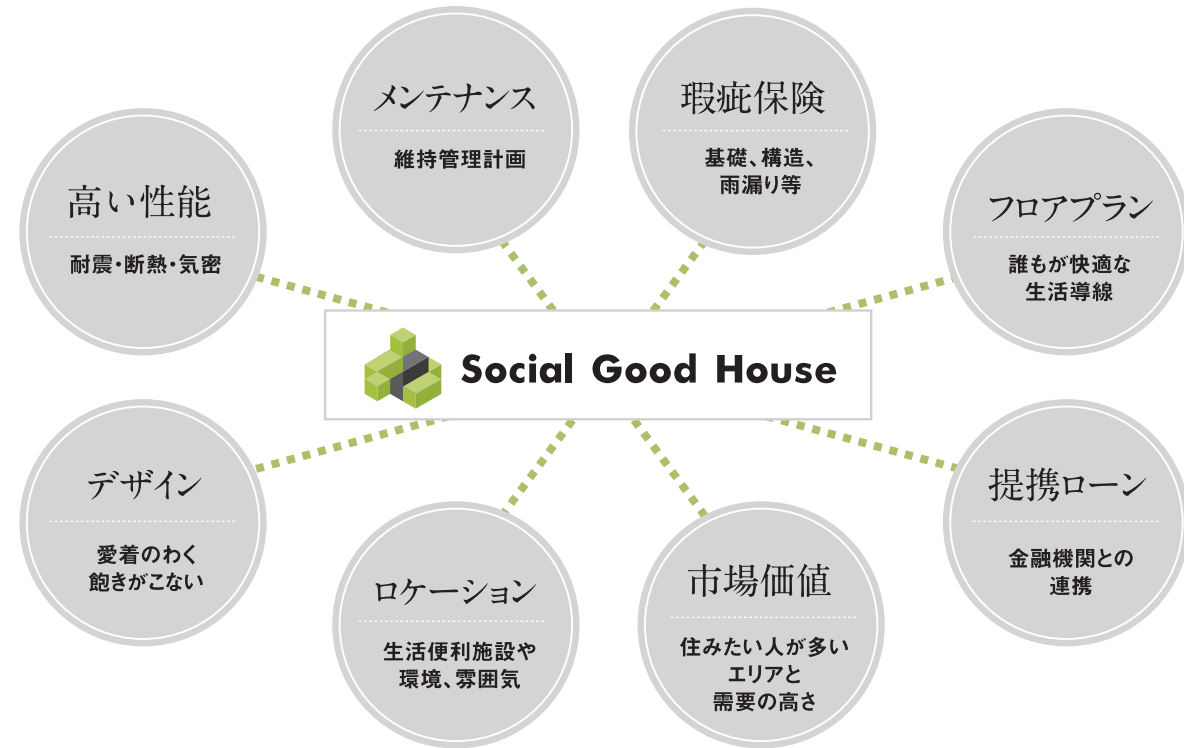 メンテナンス
維持管理計画
瑕疵保険
基礎、構造、
雨漏り等
高い性能
耐震・断熱・気密
フロアプラン
誰もが快適な
生活導線
Social Good House
デザイン
愛着のわく
飽きがこない
提携ローン
金融機関との
連携
ロケーション
生活便利施設や
環境、雰囲気
市場価値
住みたい人が多い
エリアと
需要の高さ